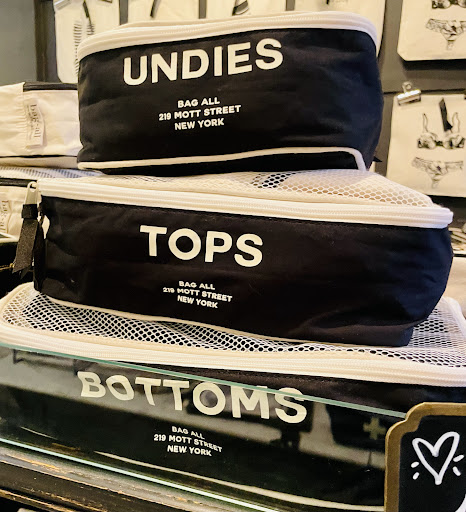 UNDIES
BAG ALL
219 MOTT STREET
NEW YORK
TOPS
BAG ALL
219 MOTT STREET
NEW YORK
BOTTOMS
BAG ALL
219 MOTT STREET
NEW YORK